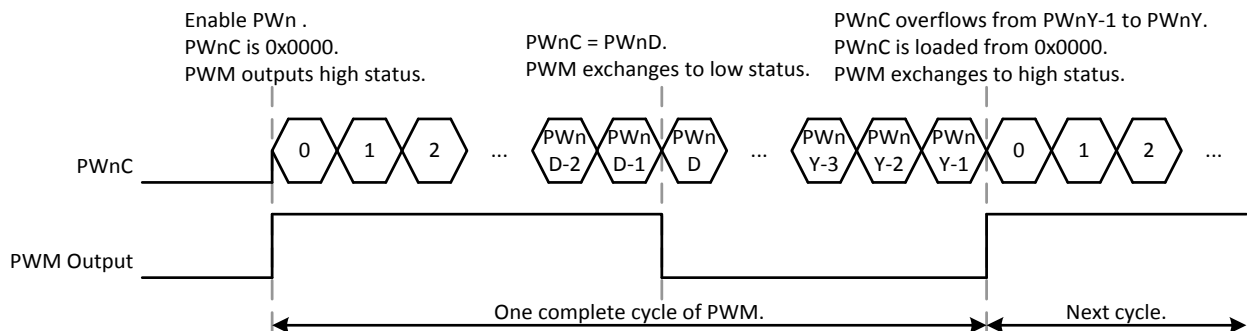 Enable PWn .
PWnC is 0x0000.
PWM outputs high status.
PWnC = PWnD.
PWM exchanges to low status.
PWnC overflows from PWnY-1 to PWnY.
PWnC is loaded from 0x0000.
PWM exchanges to high status.
PWnC
0
1
2
...
PWn
D-2
PWn
D-1
PWn
D
...
PWn
Y-3
PWn
Y-2
PWn
Y-1
0
1
2
...
PWM Output
One complete cycle of PWM.
Next cycle.